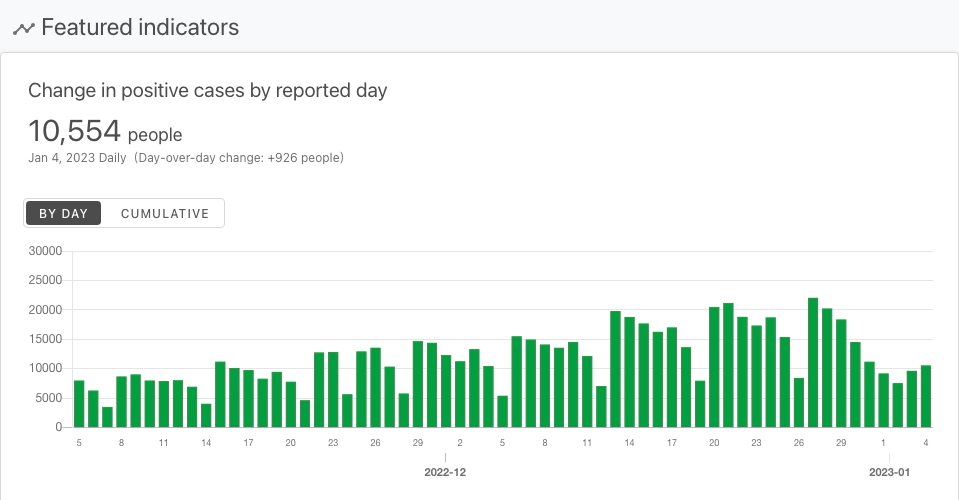 Featured indicators
Change in positive cases by reported day
10,554 people
Jan 4, 2023 Daily (Day-over-day change: +926 people)
BY DAY CUMULATIVE
30000
25000
20000
15000
10000
5000
0
5 8 11 14 17 20 23 26 29 2 5 8 11 14 17 20 23 26 29 1 4
2022-12 2023-01